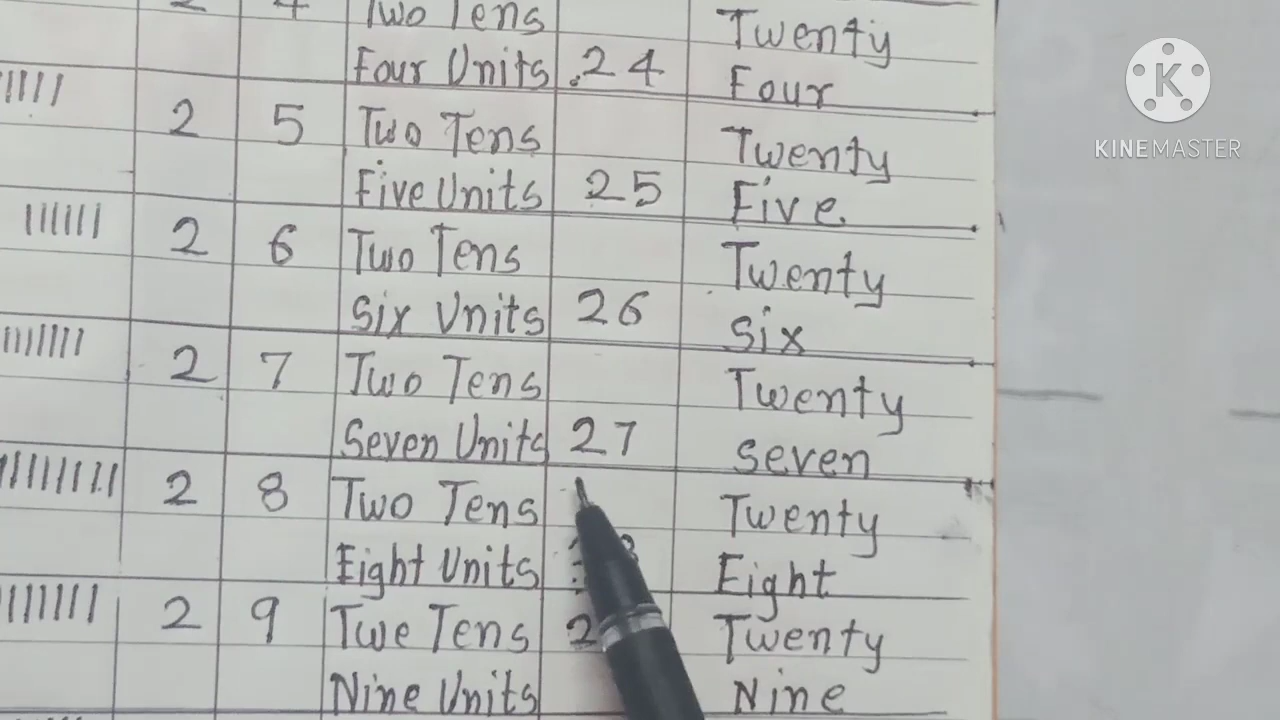 2 4 Two Tens Twenty
Four Units .24 Four
2 5 Two Tens Twenty
Five Units 25 Five.
2 6 Two Tens Twenty
Six Units 26 Six
2 7 Two Tens Twenty
Seven Units 27 Seven
2 8 Two Tens Twenty
Eight Units Eight
2 9 Twe Tens 2 Twenty
Nine Units Nine
K
KINEMASTER